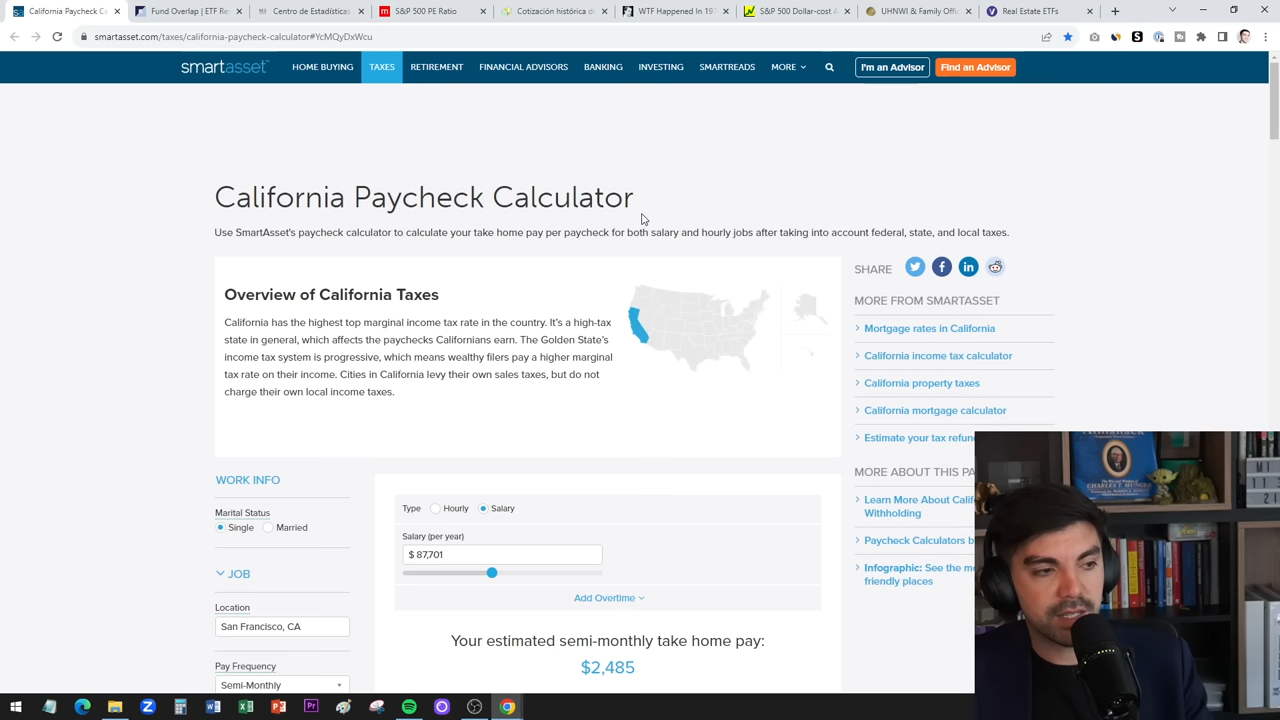 California Paycheck Ca
Fund Overlap | ETF Re
Centro de Estadísticas
S&P 500 PE Ratio
Cotización histórica de
WTF Happened In 197
S&P 500 Dollar-cost A
UHNWI & Family Offi
Real Estate ETFs
smartasset.com/taxes/california-paycheck-calculator#YcMQyDxWcu
smartasset
HOME BUYING
TAXES
RETIREMENT
FINANCIAL ADVISORS
BANKING
INVESTING
SMARTREADS
MORE
I'm an Advisor
Find an Advisor
California Paycheck Calculator
Use SmartAsset's paycheck calculator to calculate your take home pay per paycheck for both salary and hourly jobs after taking into account federal, state, and local taxes.
Overview of California Taxes
California has the highest top marginal income tax rate in the country. It's a high-tax
state in general, which affects the paychecks Californians earn. The Golden State's
income tax system is progressive, which means wealthy filers pay a higher marginal
tax rate on their income. Cities in California levy their own sales taxes, but do not
charge their own local income taxes.
SHARE
MORE FROM SMARTASSET
Mortgage rates in California
California income tax calculator
California property taxes
California mortgage calculator
Estimate your tax refun
MORE ABOUT THIS PA
Learn More About Calif
Withholding
Paycheck Calculators b
Infographic: See the mo
friendly places
WORK INFO
Marital Status
Single Married
JOB
Location
San Francisco, CA
Pay Frequency
Semi-Monthly
Type Hourly Salary
Salary (per year)
$ 87,701
Add Overtime
Your estimated semi-monthly take home pay:
$2,485
CHARLES T. MUNGER